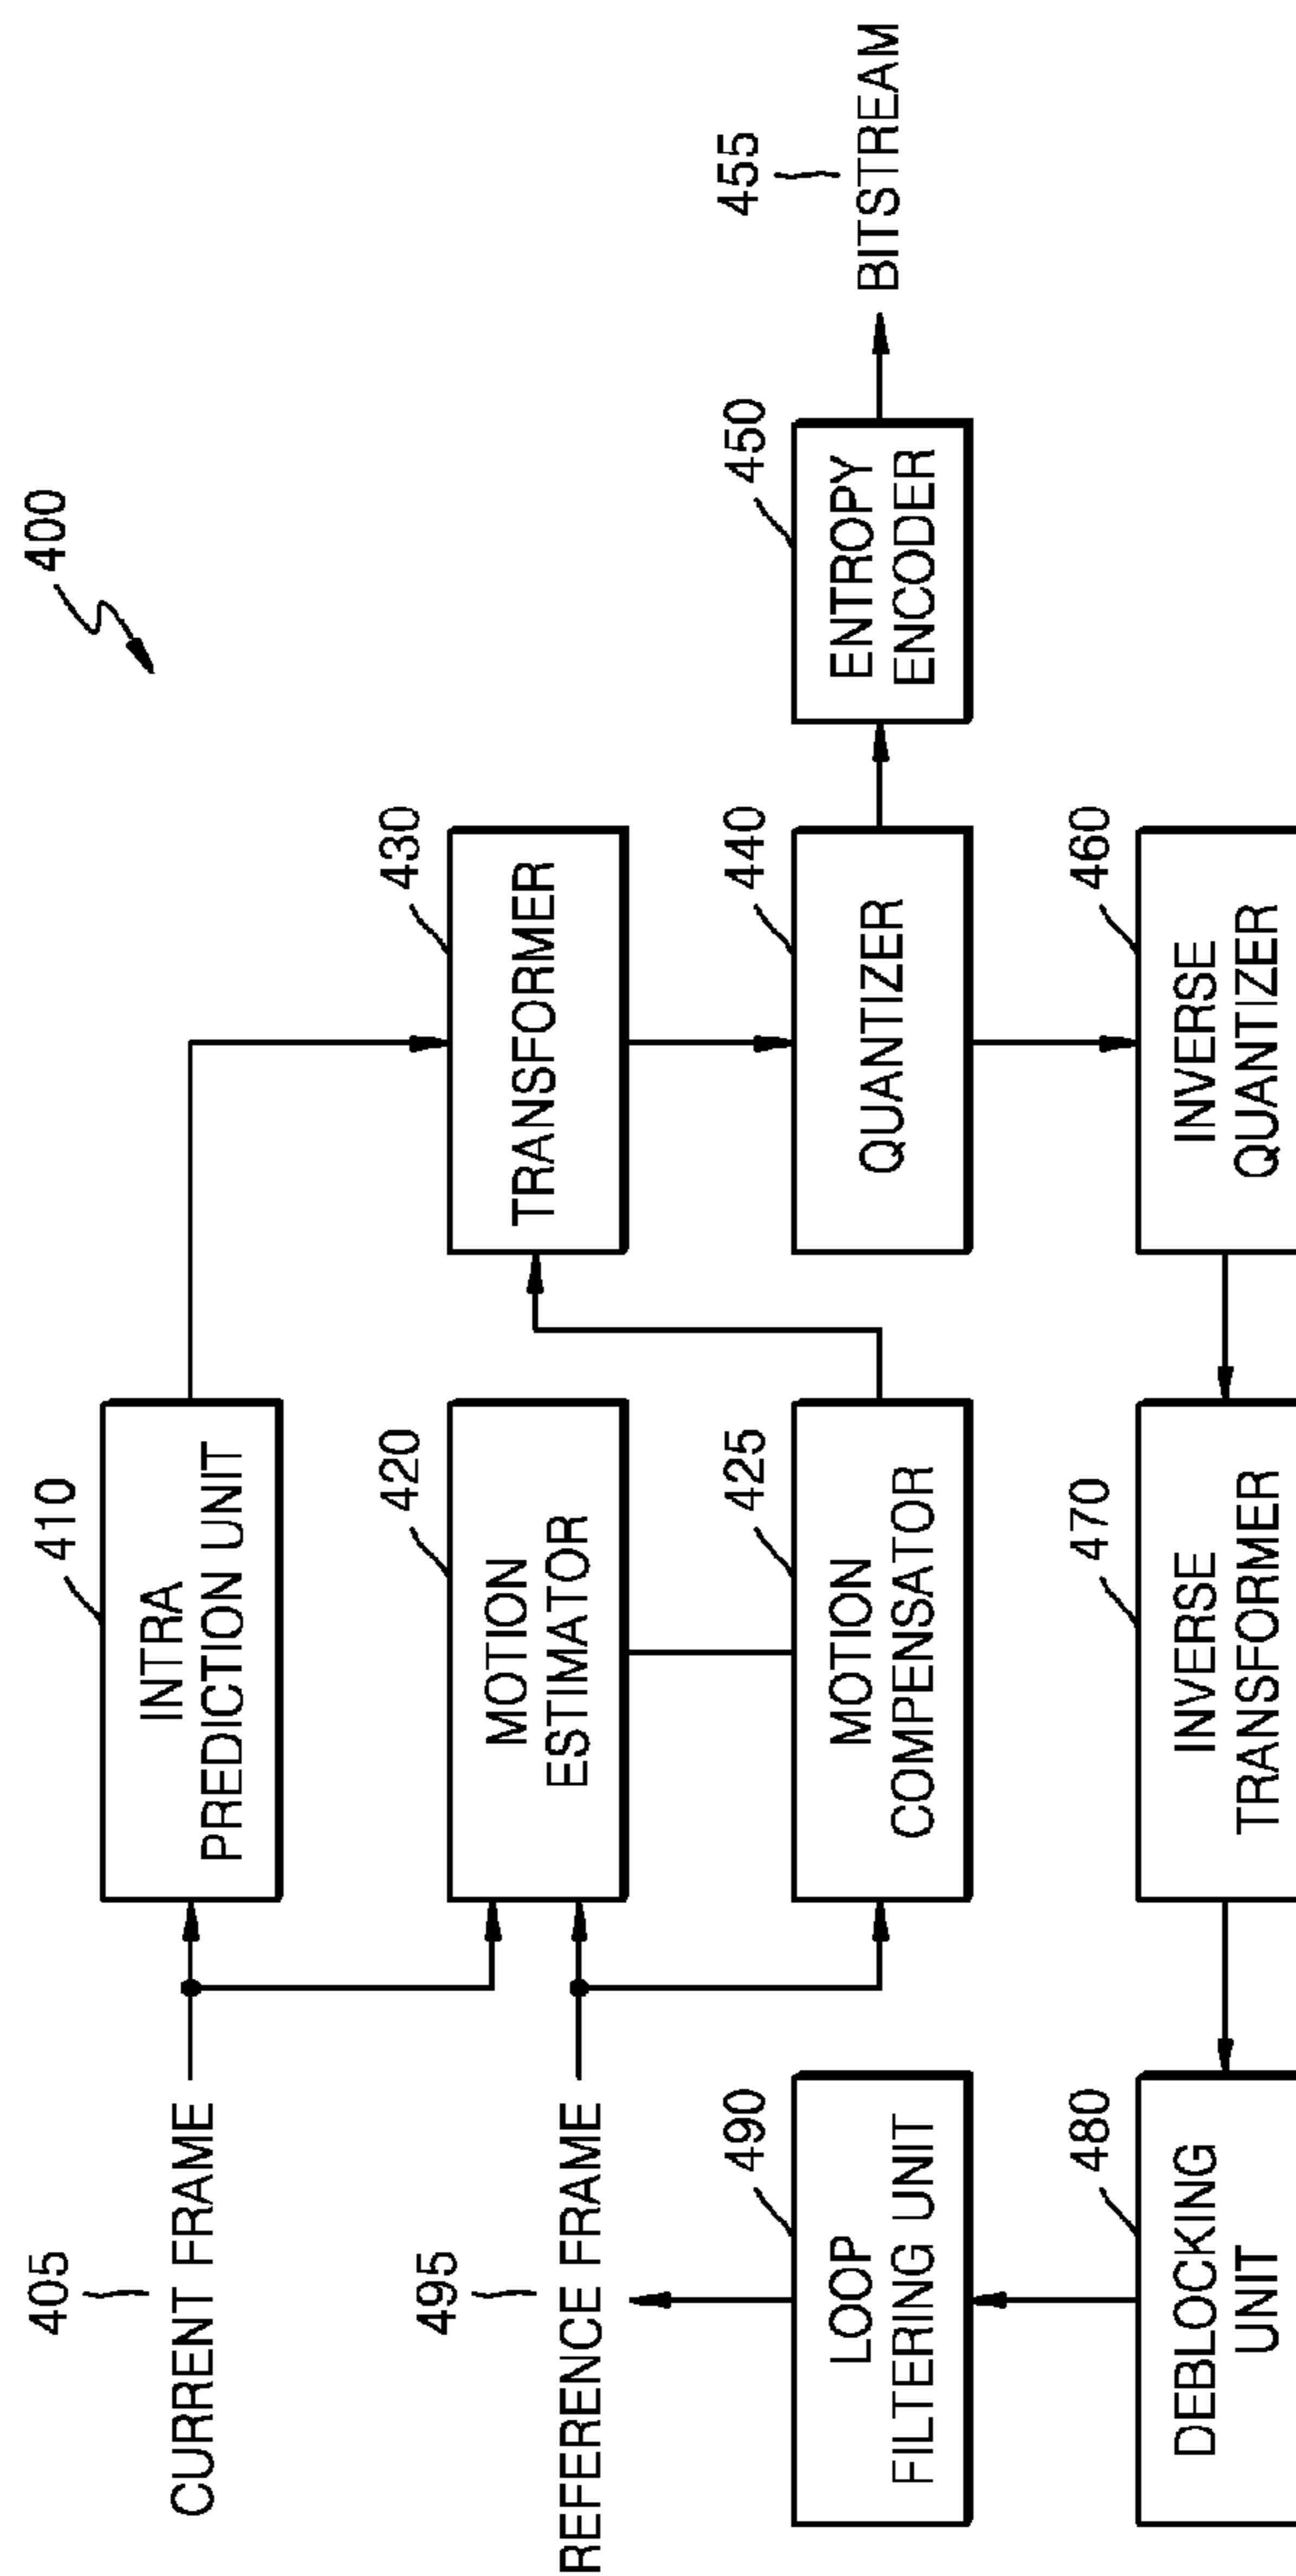 400
405
CURRENT FRAME
410
INTRA
PREDICTION UNIT
495
REFERENCE FRAME
420
MOTION
ESTIMATOR
430
TRANSFORMER
490
LOOP
FILTERING UNIT
425
MOTION
COMPENSATOR
440
QUANTIZER
450
ENTROPY
ENCODER
455
BITSTREAM
480
DEBLOCKING
UNIT
470
INVERSE
TRANSFORMER
460
INVERSE
QUANTIZER